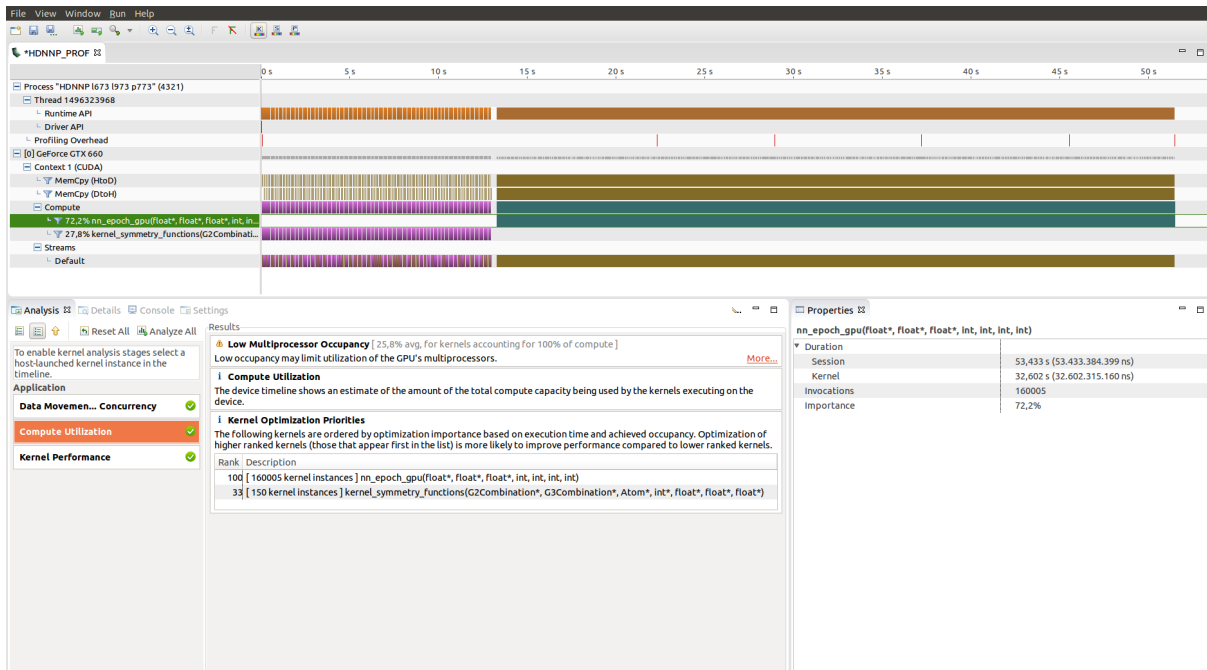 File View Window Run Help
*HDNNP_PROF
0 s 5 s 10 s 15 s 20 s 25 s 30 s 35 s 40 s 45 s 50 s
Process "HDNNP l673 l973 p773" (4321)
Thread 1496323968
Runtime API
Driver API
Profiling Overhead
[0] GeForce GTX 660
Context 1 (CUDA)
MemCpy (HtoD)
MemCpy (DtoH)
Compute
72,2% nn_epoch_gpu(float*, float*, float*, int, in...
27,8% kernel_symmetry_functions(G2Combinati...
Streams
Default
Analysis Details Console Settings
Reset All Analyze All
To enable kernel analysis stages select a
host-launched kernel instance in the
timeline.
Application
Data Movemen... Concurrency
Compute Utilization
Kernel Performance
Results
Low Multiprocessor Occupancy [ 25,8% avg, for kernels accounting for 100% of compute ]
Low occupancy may limit utilization of the GPU's multiprocessors. More...
i Compute Utilization
The device timeline shows an estimate of the amount of the total compute capacity being used by the kernels executing on the
device.
i Kernel Optimization Priorities
The following kernels are ordered by optimization importance based on execution time and achieved occupancy. Optimization of
higher ranked kernels (those that appear first in the list) is more likely to improve performance compared to lower ranked kernels.
Rank Description
100 [ 160005 kernel instances ] nn_epoch_gpu(float*, float*, float*, int, int, int, int)
33 [ 150 kernel instances ] kernel_symmetry_functions(G2Combination*, G3Combination*, Atom*, int*, float*, float*, float*)
Properties
nn_epoch_gpu(float*, float*, float*, int, int, int, int)
Duration
Session 53,433 s (53.433.384.399 ns)
Kernel 32,602 s (32.602.315.160 ns)
Invocations 160005
Importance 72,2%